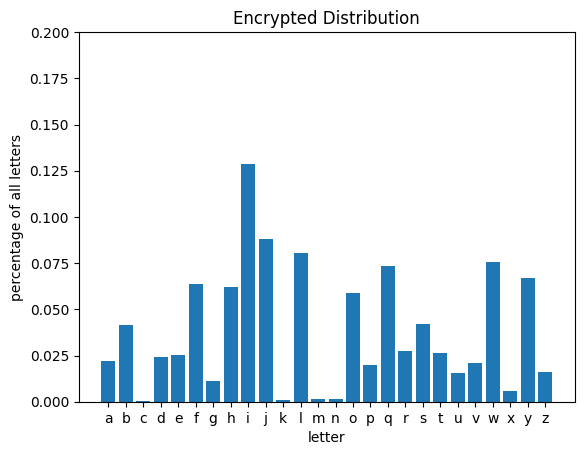 Encrypted Distribution
0.200
0.175
0.150
0.125
0.100
0.075
0.050
0.025
0.000
percentage of all letters
a b c d e f g h i j k l m n o p q r s t u v w x y z
letter